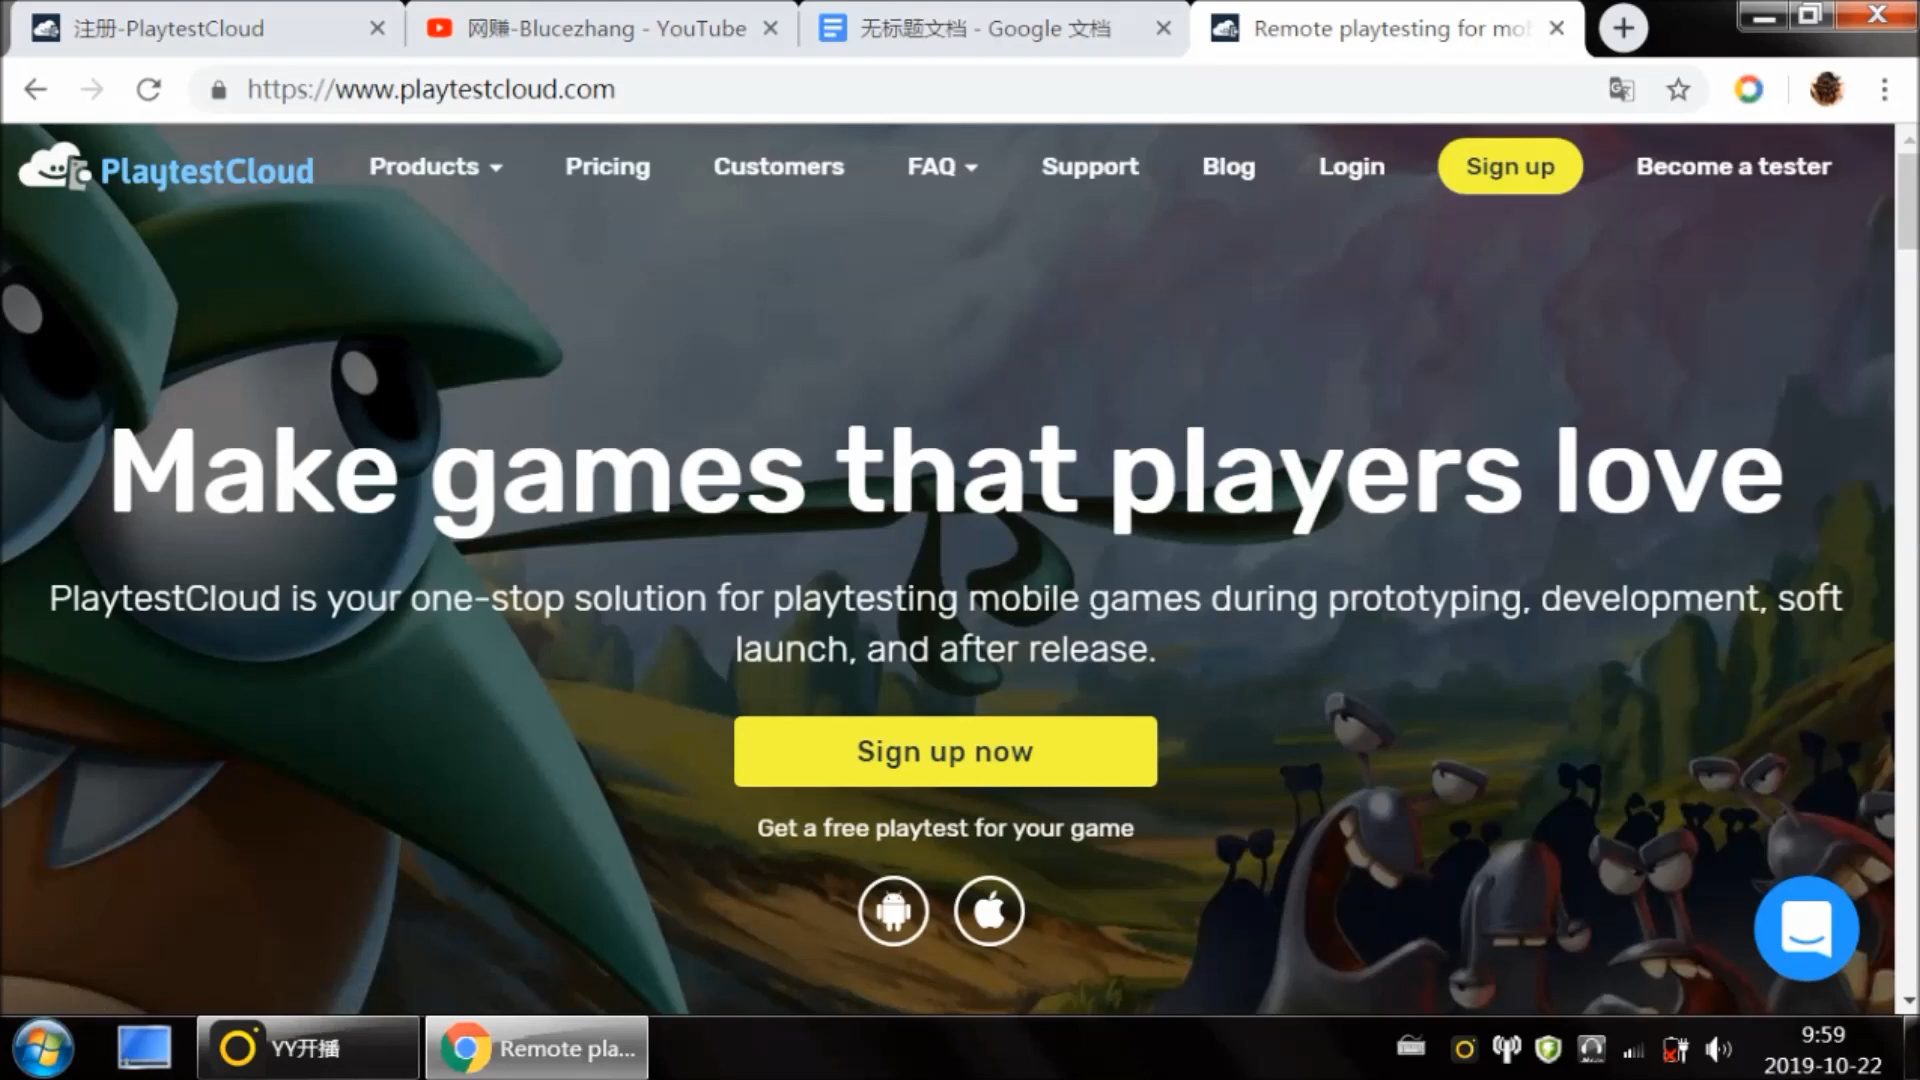 注册-PlaytestCloud
网赚-Blucezhang - YouTube
无标题文档 - Google 文档
Remote playtesting for mo
https://www.playtestcloud.com
PlaytestCloud
Products
Pricing
Customers
FAQ
Support
Blog
Login
Sign up
Become a tester
Make games that players love
PlaytestCloud is your one-stop solution for playtesting mobile games during prototyping, development, soft
launch, and after release.
Sign up now
Get a free playtest for your game
YY开播
Remote pla...
9:59
2019-10-22